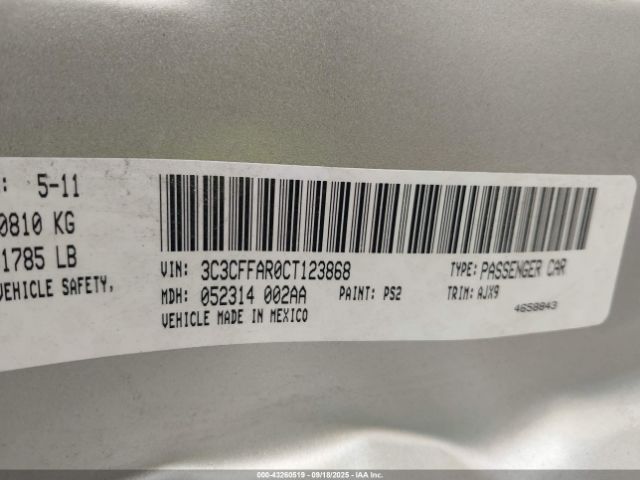 : 5-11
0810 KG
1785 LB
VEHICLE SAFETY,
VIN: 3C3CFFAR0CT123868 TYPE: PASSENGER CAR
MDH: 052314 002AA PAINT: PS2 TRIM: AJX9
VEHICLE MADE IN MEXICO 4658843
000-43260519 - 09/18/2025 - IAA Inc.